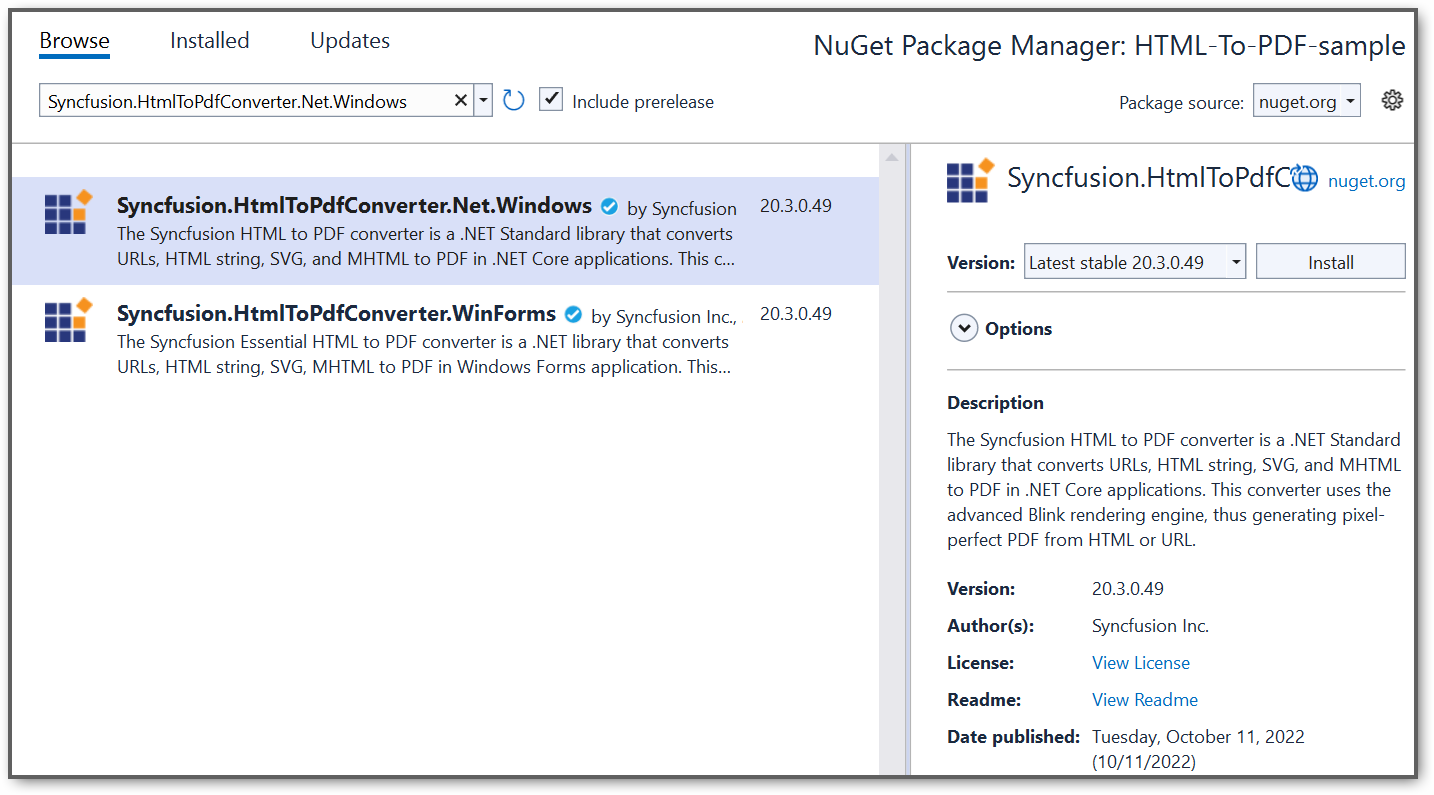 Browse Installed Updates
NuGet Package Manager: HTML-To-PDF-sample
Syncfusion.HtmlToPdfConverter.Net.Windows
Include prerelease
Package source: nuget.org
Syncfusion.HtmlToPdfConverter.Net.Windows by Syncfusion 20.3.0.49
The Syncfusion HTML to PDF converter is a .NET Standard library that converts
URLs, HTML string, SVG, and MHTML to PDF in .NET Core applications. This c...
Syncfusion.HtmlToPdfConverter.WinForms by Syncfusion Inc., 20.3.0.49
The Syncfusion Essential HTML to PDF converter is a .NET library that converts
URLs, HTML string, SVG, MHTML to PDF in Windows Forms application. This...
Syncfusion.HtmlToPdfC nuget.org
Version: Latest stable 20.3.0.49 Install
Options
Description
The Syncfusion HTML to PDF converter is a .NET Standard
library that converts URLs, HTML string, SVG, and MHTML
to PDF in .NET Core applications. This converter uses the
advanced Blink rendering engine, thus generating pixel-
perfect PDF from HTML or URL.
Version: 20.3.0.49
Author(s): Syncfusion Inc.
License: View License
Readme: View Readme
Date published: Tuesday, October 11, 2022
(10/11/2022)